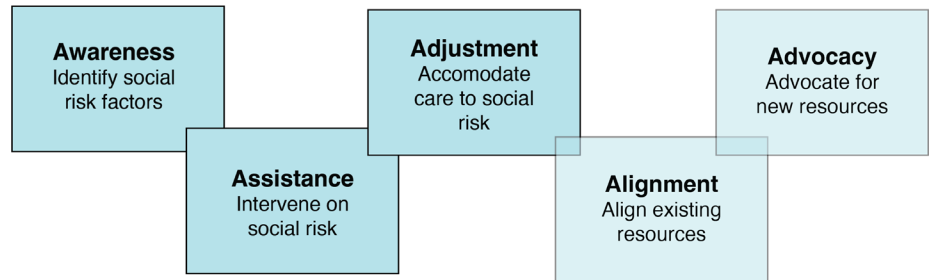 Awareness
Identify social
risk factors
Assistance
Intervene on
social risk
Adjustment
Accomodate
care to social
risk
Alignment
Align existing
resources
Advocacy
Advocate for
new resources